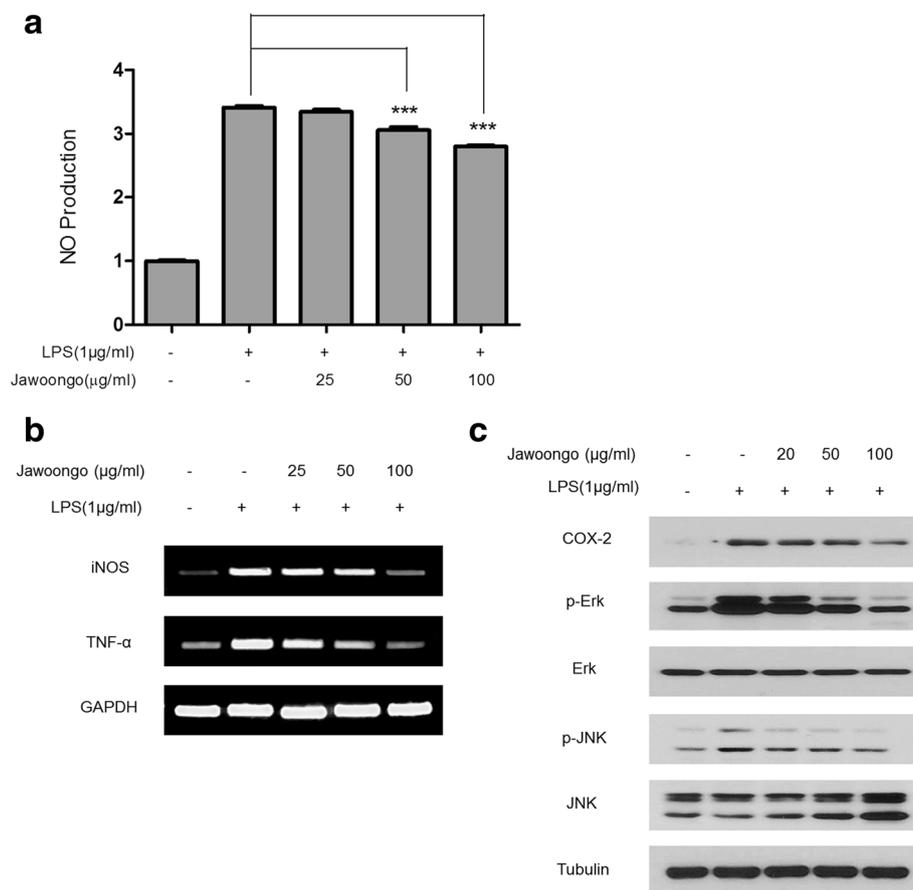 a
4
3
2
1
0
NO Production
***
***
LPS(1µg/ml) - + + + +
Jawoongo(µg/ml) - - 25 50 100
b
Jawoongo (µg/ml) - - 25 50 100
LPS(1µg/ml) - + + + +
iNOS
TNF-α
GAPDH
c
Jawoongo (µg/ml) - - 20 50 100
LPS(1µg/ml) - + + + +
COX-2
p-Erk
Erk
p-JNK
JNK
Tubulin